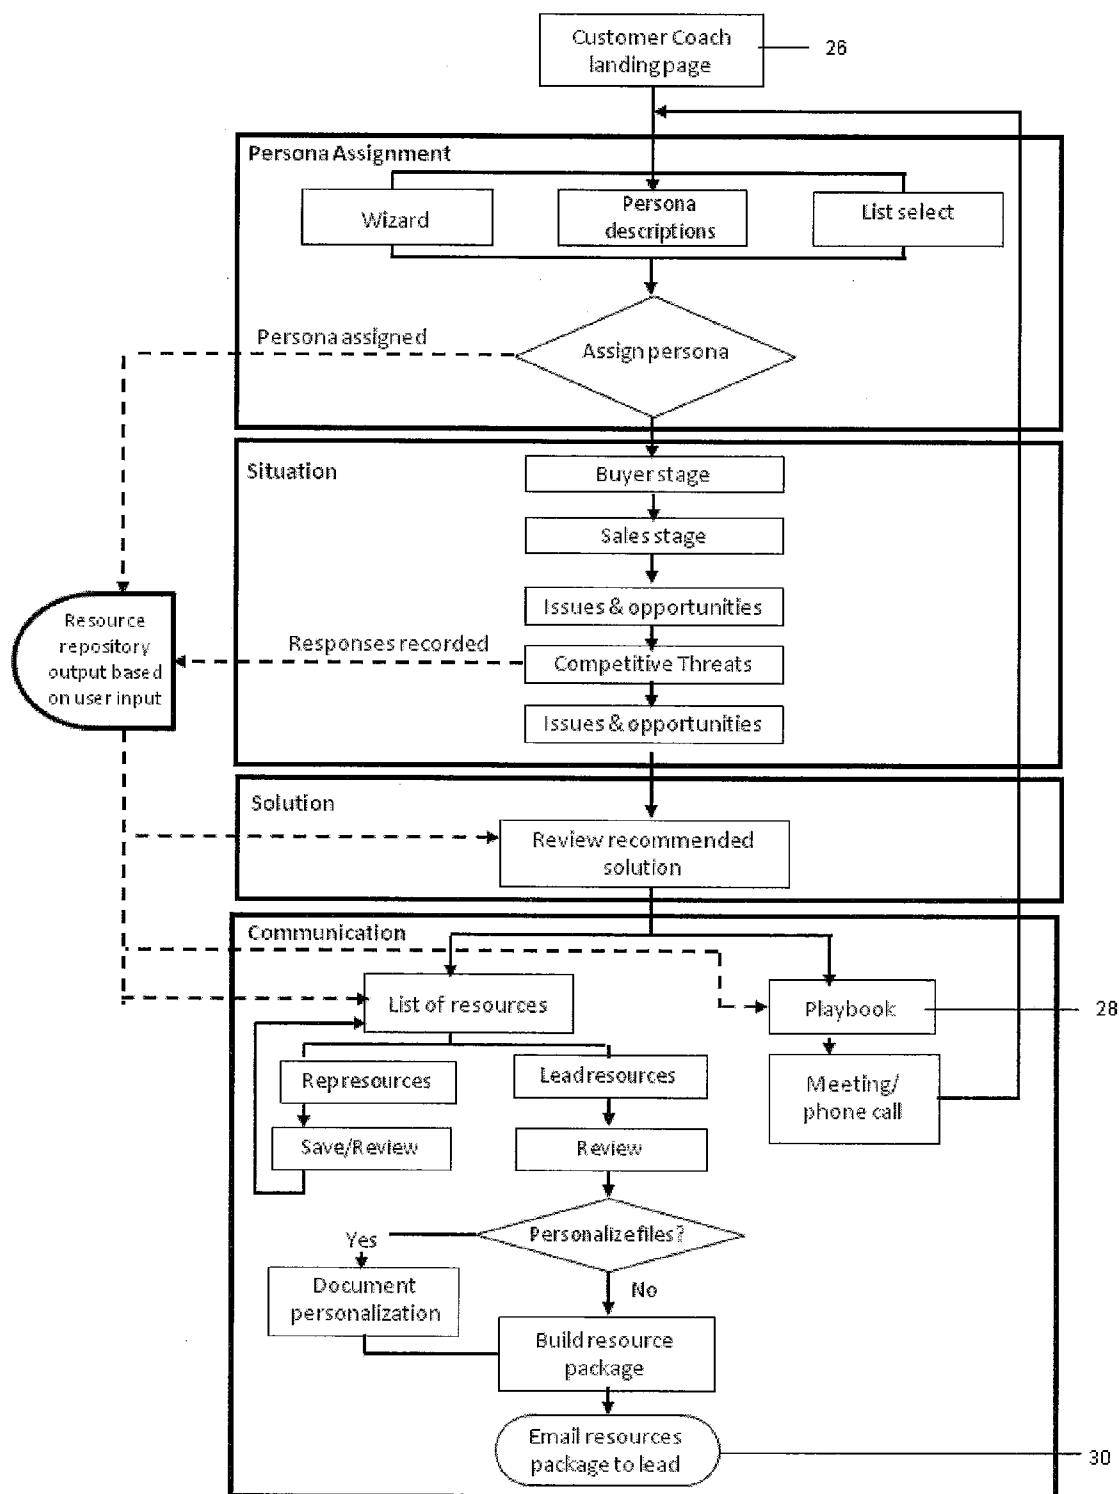 Customer Coach
landing page
26
Persona Assignment
Wizard
Persona
descriptions
List select
Persona assigned
Assign persona
Situation
Buyer stage
Sales stage
Issues & opportunities
Resource
repository
output based
on user input
Responses recorded
Competitive Threats
Issues & opportunities
Solution
Review recommended
solution
Communication
List of resources
Playbook
28
Rep resources
Lead resources
Meeting/
phone call
Save/Review
Review
Personalize files?
Yes
No
Document
personalization
Build resource
package
Email resources
package to lead
30